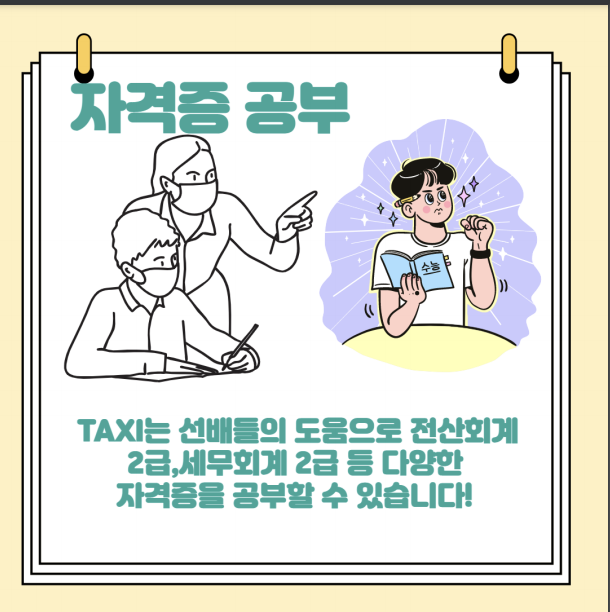 자격증 공부
수능
TAXI는 선배들의 도움으로 전산회계
2급,세무회계 2급 등 다양한
자격증을 공부할 수 있습니다!